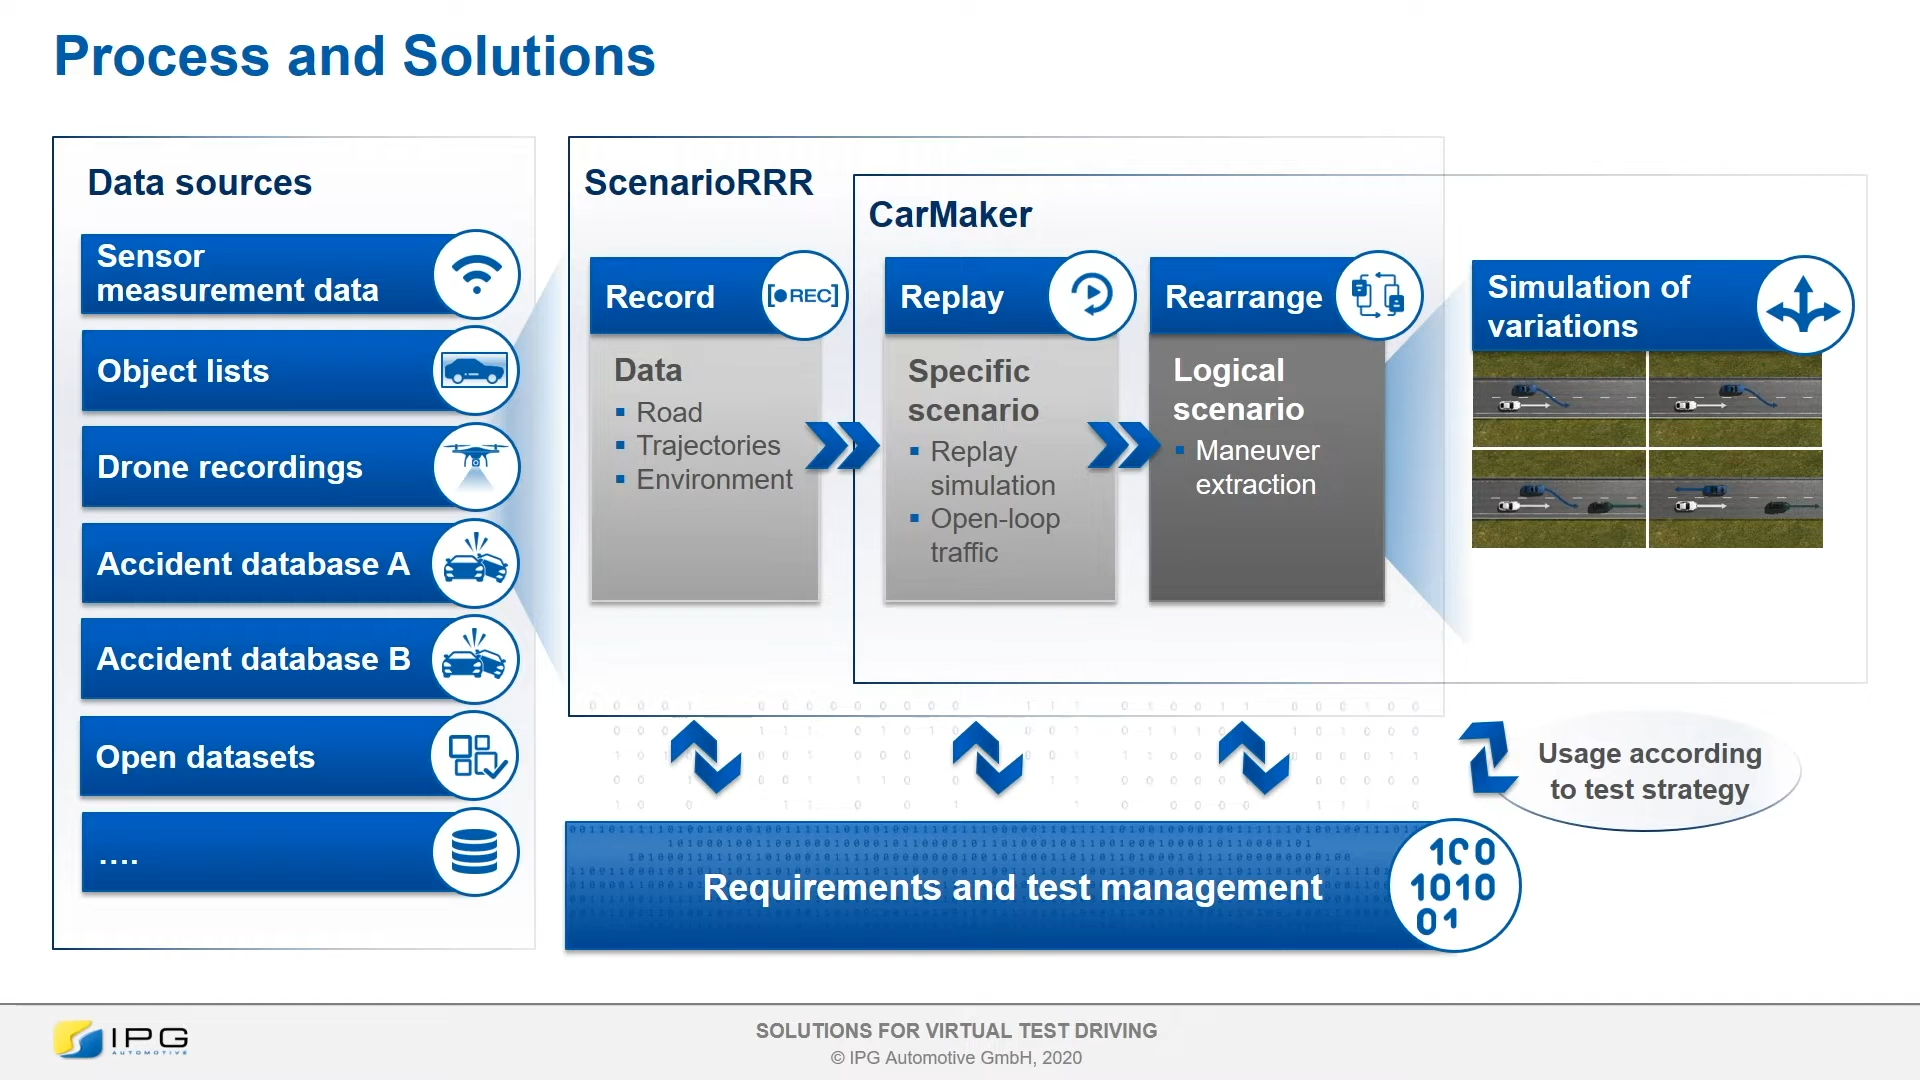 Process and Solutions
Data sources
Sensor
measurement data
Object lists
Drone recordings
Accident database A
Accident database B
Open datasets
....
ScenarioRRR
CarMaker
Record
[●REC]
Data
▪ Road
▪ Trajectories
▪ Environment
Replay
Specific
scenario
▪ Replay
simulation
▪ Open-loop
traffic
Rearrange
Logical
scenario
▪ Maneuver
extraction
Simulation of
variations
Usage according
to test strategy
Requirements and test management
100
1010
01
IPG
AUTOMOTIVE
SOLUTIONS FOR VIRTUAL TEST DRIVING
© IPG Automotive GmbH, 2020